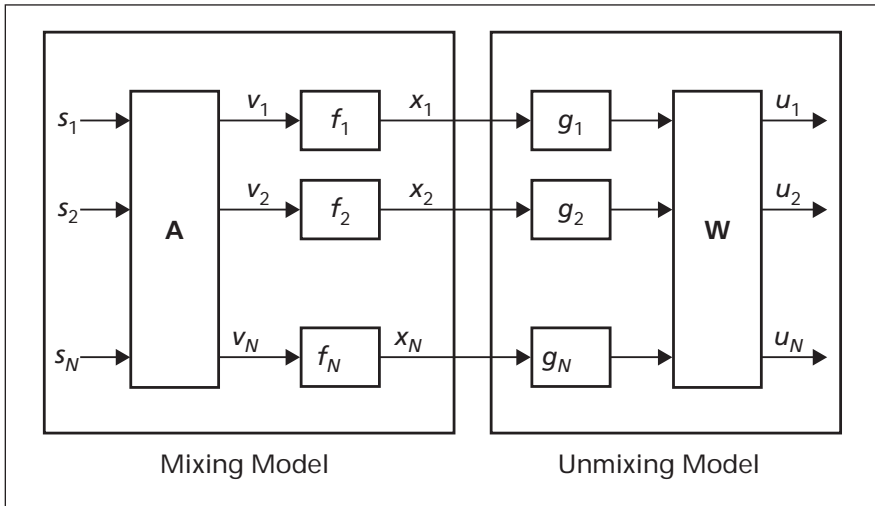 s1 v1 f1 x1 g1 u1
s2 v2 f2 x2 g2 u2
A W
sN vN fN xN gN uN
Mixing Model Unmixing Model